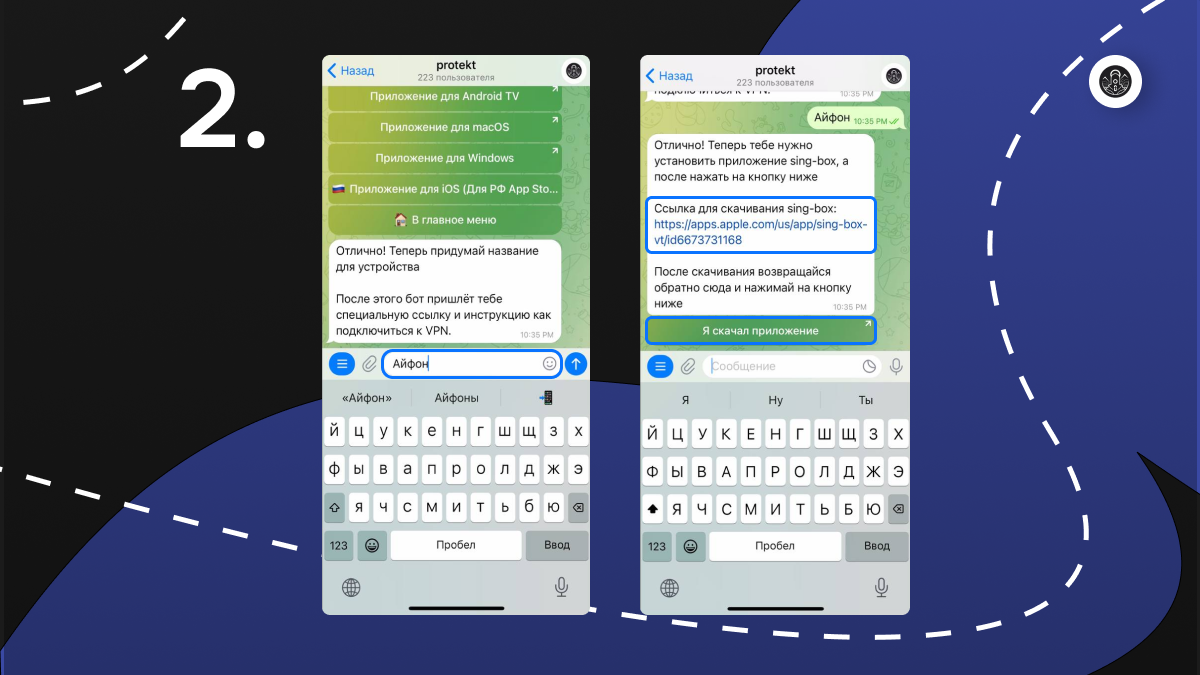 2.
Назад
protekt
223 пользователя
Приложение для Android TV
Приложение для macOS
Приложение для Windows
🇷🇺 Приложение для iOS (Для РФ App Sto...
🏠 В главное меню
Отлично! Теперь придумай название
для устройства
После этого бот пришлёт тебе
специальную ссылку и инструкцию как
подключиться к VPN.
10:35 PM
Айфон
«Айфон»
Айфоны
й ц у к е н г ш щ з х
ф ы в а п р о л д ж э
я ч с м и т ь б ю
123
Пробел
Ввод
Назад
protekt
223 пользователя
подключиться к VPN.
10:35 PM
Айфон
10:35 PM
Отлично! Теперь тебе нужно
установить приложение sing-box, а
после нажать на кнопку ниже
Ссылка для скачивания sing-box:
https://apps.apple.com/us/app/sing-box-
vt/id6673731168
После скачивания возвращайся
обратно сюда и нажимай на кнопку
ниже
10:35 PM
Я скачал приложение
Сообщение
Я
Ну
Ты
Й Ц У К Е Н Г Ш Щ З Х
Ф Ы В А П Р О Л Д Ж Э
Я Ч С М И Т Ь Б Ю
123
Пробел
Ввод